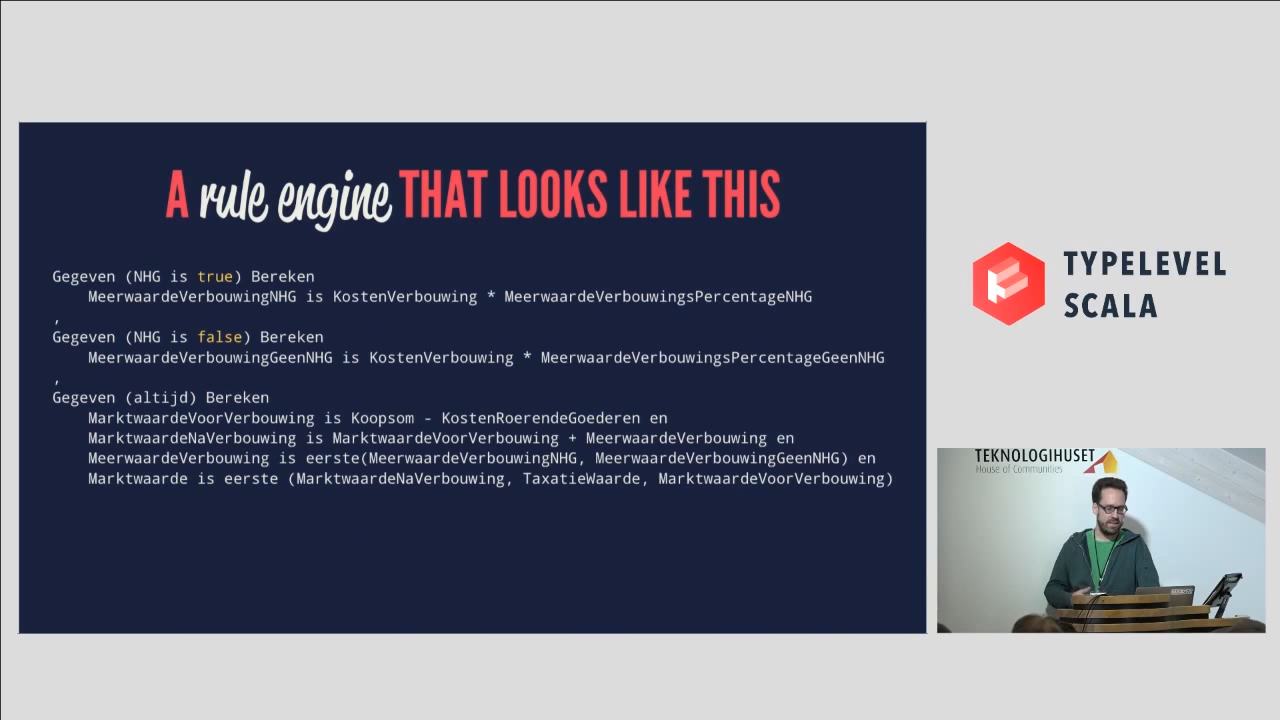 A rule engine THAT LOOKS LIKE THIS
Gegeven (NHG is true) Bereken
MeerwaardeVerbouwingNHG is KostenVerbouwing * MeerwaardeVerbouwingsPercentageNHG
,
Gegeven (NHG is false) Bereken
MeerwaardeVerbouwingGeenNHG is KostenVerbouwing * MeerwaardeVerbouwingsPercentageGeenNHG
,
Gegeven (altijd) Bereken
MarktwaardeVoorVerbouwing is Koopsom - KostenRoerendeGoederen en
MarktwaardeNaVerbouwing is MarktwaardeVoorVerbouwing + MeerwaardeVerbouwing en
MeerwaardeVerbouwing is eerste(MeerwaardeVerbouwingNHG, MeerwaardeVerbouwingGeenNHG) en
Marktwaarde is eerste (MarktwaardeNaVerbouwing, TaxatieWaarde, MarktwaardeVoorVerbouwing)
TYPELEVEL
SCALA
TEKNOLOGIHUSET
House of Communities